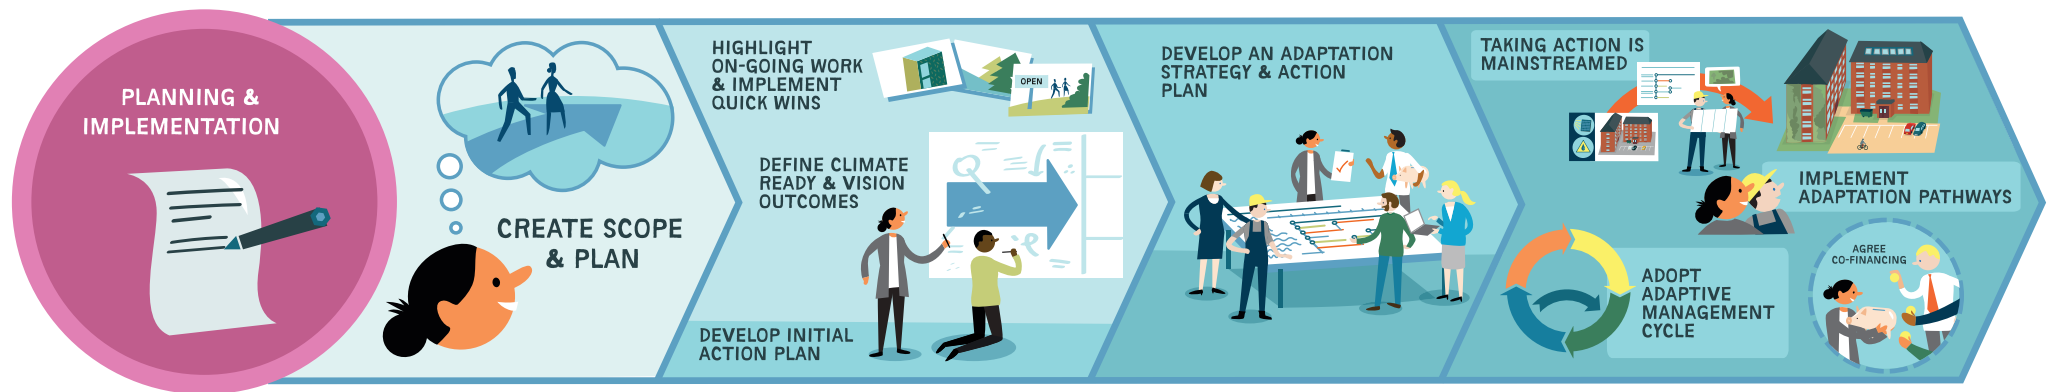 PLANNING &
IMPLEMENTATION
CREATE SCOPE
& PLAN
HIGHLIGHT
ON-GOING WORK
& IMPLEMENT
QUICK WINS
OPEN
DEFINE CLIMATE
READY & VISION
OUTCOMES
DEVELOP INITIAL
ACTION PLAN
DEVELOP AN ADAPTATION
STRATEGY & ACTION
PLAN
TAKING ACTION IS
MAINSTREAMED
IMPLEMENT
ADAPTATION PATHWAYS
ADOPT
ADAPTIVE
MANAGEMENT
CYCLE
AGREE
CO-FINANCING